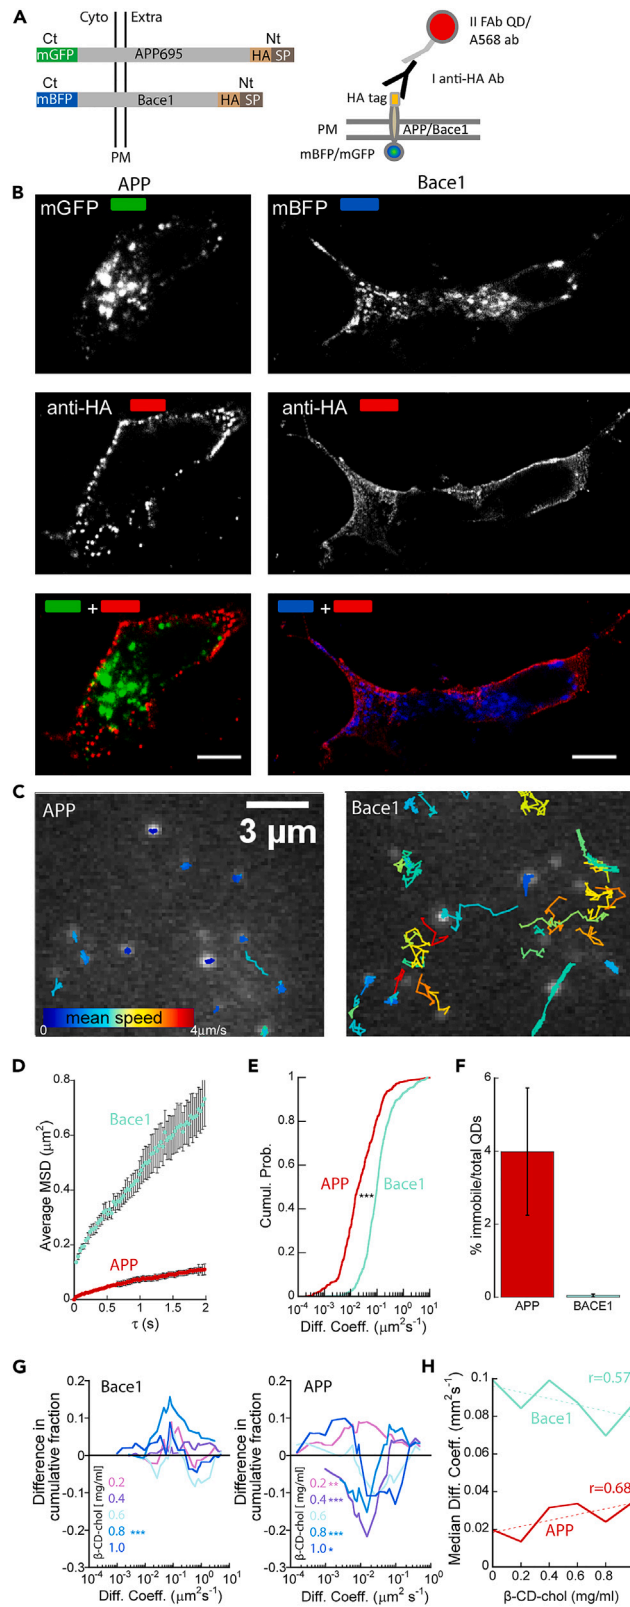 A
Cyto
Extra
Ct
Nt
mGFP
APP695
HA
SP
Ct
Nt
mBFP
Bace1
HA
SP
PM
II FAb QD/
A568 ab
I anti-HA Ab
HA tag
PM
APP/Bace1
mBFP/mGFP
B
APP
Bace1
mGFP
mBFP
anti-HA
anti-HA
+
+
C
APP
3 µm
Bace1
mean speed
0
4µm/s
D
Average MSD (µm²)
0.8
0.6
0.4
0.2
0
Bace1
APP
0
0.5
1
1.5
2
τ (s)
E
Cumul. Prob.
1
0.8
0.6
0.4
0.2
0
APP
***
Bace1
10⁻⁴
10⁻³
10⁻²
10⁻¹
10⁰
10¹
Diff. Coeff. (µm²s⁻¹)
F
% immobile/total QDs
6
4
2
0
APP
BACE1
G
Bace1
Difference in
cumulative fraction
0.2
0.1
0
-0.1
-0.2
-0.3
β-CD-chol [ mg/ml]
0.2
0.4
0.6
0.8 ***
1.0
10⁻⁴
10⁻³
10⁻²
10⁻¹
10⁰
10¹
Diff. Coeff. (µm²s⁻¹)
APP
Difference in
cumulative fraction
0.2
0.1
0
-0.1
-0.2
-0.3
β-CD-chol [ mg/ml]
0.2 **
0.4 ***
0.6
0.8 ***
1.0 *
10⁻⁴
10⁻³
10⁻²
10⁻¹
10⁰
Diff. Coeff. (µm²s⁻¹)
H
Median Diff. Coeff. (mm²s⁻¹)
0.1
0.08
0.06
0.04
0.02
0
r=0.57
Bace1
r=0.68
APP
0
0.2
0.4
0.6
0.8
β-CD-chol (mg/ml)